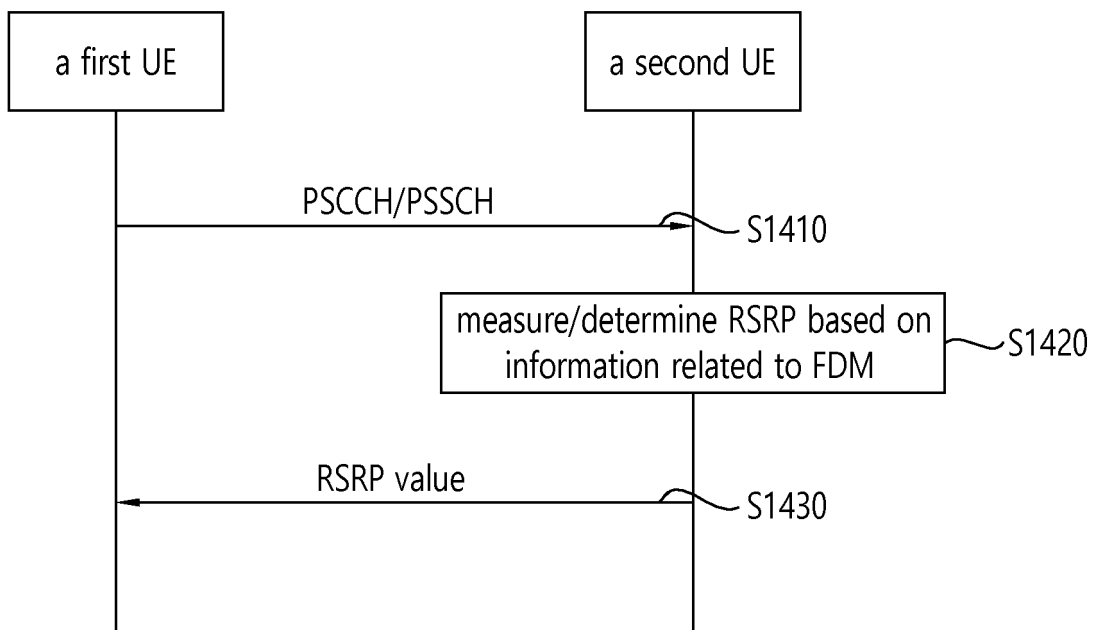 a first UE
a second UE
PSCCH/PSSCH
S1410
measure/determine RSRP based on
information related to FDM
S1420
RSRP value
S1430